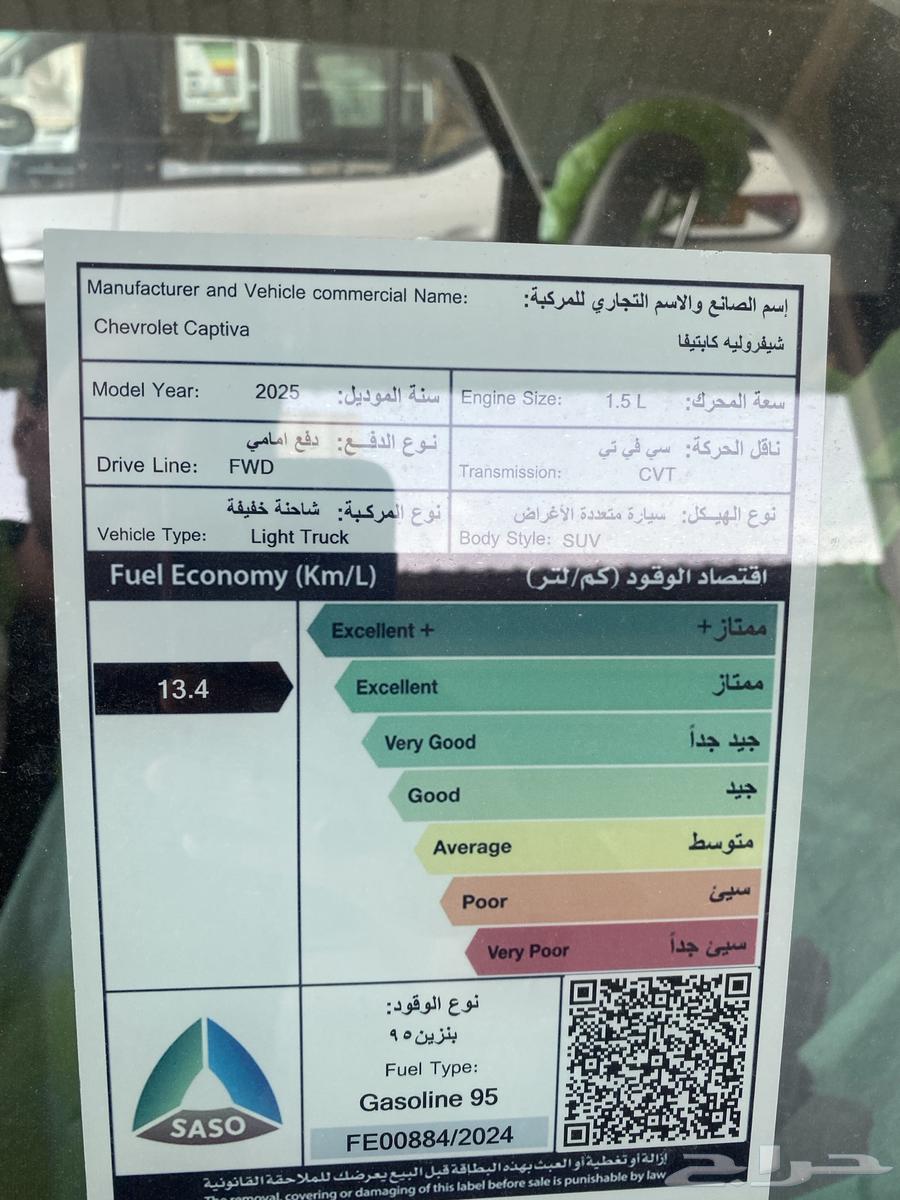 Manufacturer and Vehicle commercial Name: إسم الصانع والاسم التجاري للمركبة:
Chevrolet Captiva شيفروليه كابتيفا
Model Year: 2025 سنة الموديل:
Engine Size: 1.5 L سعة المحرك:
نوع الدفـــع: دفع امامي
Drive Line: FWD
ناقل الحركة: سي في تي
Transmission: CVT
نوع المركبة: شاحنة خفيفة
Vehicle Type: Light Truck
نوع الهيـكل: سيارة متعددة الأغراض
Body Style: SUV
Fuel Economy (Km/L) اقتصاد الوقود (كم/لتر)
Excellent + ممتاز+
13.4
Excellent ممتاز
Very Good جيد جداً
Good جيد
Average متوسط
Poor سيئ
Very Poor سيئ جداً
SASO
نوع الوقود:
بنزين ٩٥
Fuel Type:
Gasoline 95
FE00884/2024
إزالة أو تغطية أو العبث بهذه البطاقة قبل البيع يعرضك للملاحقة القانونية
The removal, covering or damaging of this label before sale is punishable by law
حراج